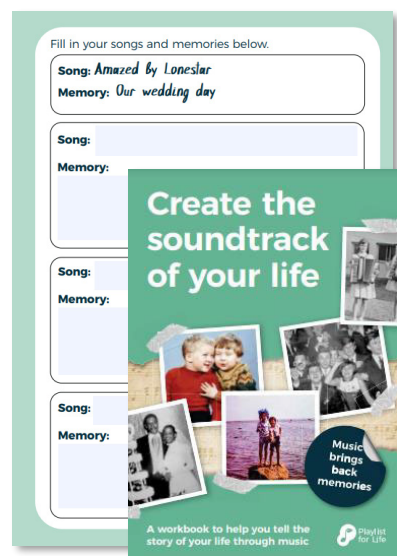 Fill in your songs and memories below.
Song: Amazed by Lonestar
Memory: Our wedding day
Song:
Memory:
Song:
Memory:
Song:
Memory:
Create the
soundtrack
of your life
Music
brings
back
memories
A workbook to help you tell the
story of your life through music
Playlist
for Life